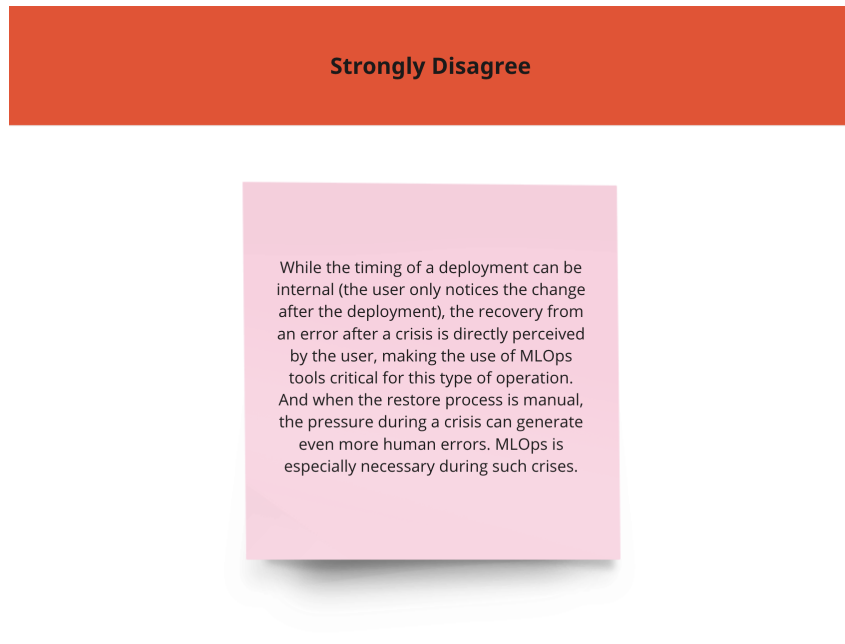 Strongly Disagree
While the timing of a deployment can be
internal (the user only notices the change
after the deployment), the recovery from
an error after a crisis is directly perceived
by the user, making the use of MLOps
tools critical for this type of operation.
And when the restore process is manual,
the pressure during a crisis can generate
even more human errors. MLOps is
especially necessary during such crises.